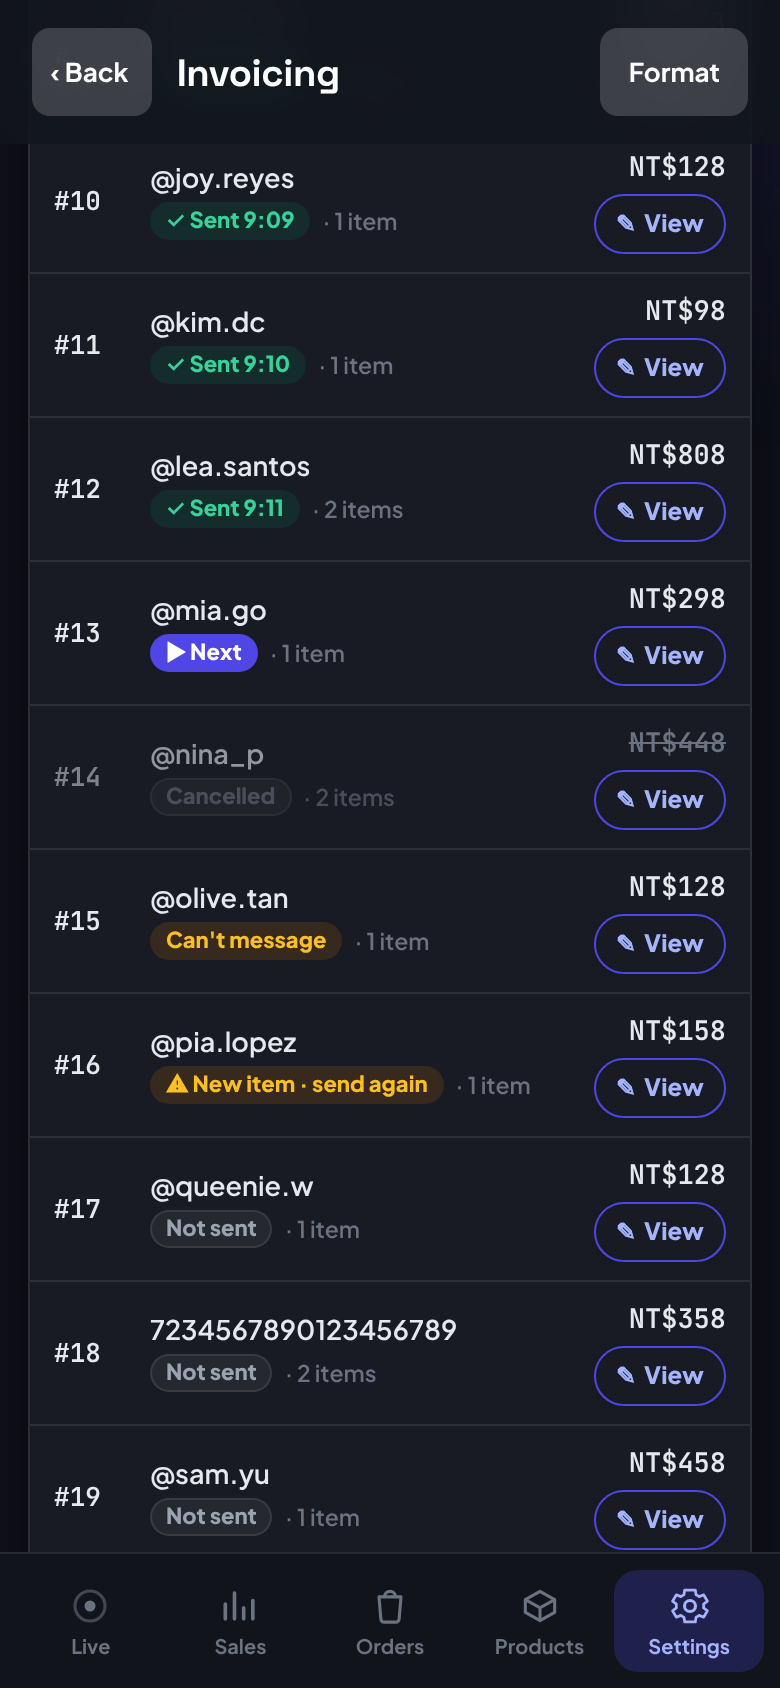 ‹ Back
Invoicing
Format
#10
@joy.reyes
✓ Sent 9:09 · 1 item
NT$128
✎ View
#11
@kim.dc
✓ Sent 9:10 · 1 item
NT$98
✎ View
#12
@lea.santos
✓ Sent 9:11 · 2 items
NT$808
✎ View
#13
@mia.go
▶ Next · 1 item
NT$298
✎ View
#14
@nina_p
Cancelled · 2 items
NT$448
✎ View
#15
@olive.tan
Can't message · 1 item
NT$128
✎ View
#16
@pia.lopez
⚠ New item · send again · 1 item
NT$158
✎ View
#17
@queenie.w
Not sent · 1 item
NT$128
✎ View
#18
7234567890123456789
Not sent · 2 items
NT$358
✎ View
#19
@sam.yu
Not sent · 1 item
NT$458
✎ View
Live
Sales
Orders
Products
Settings